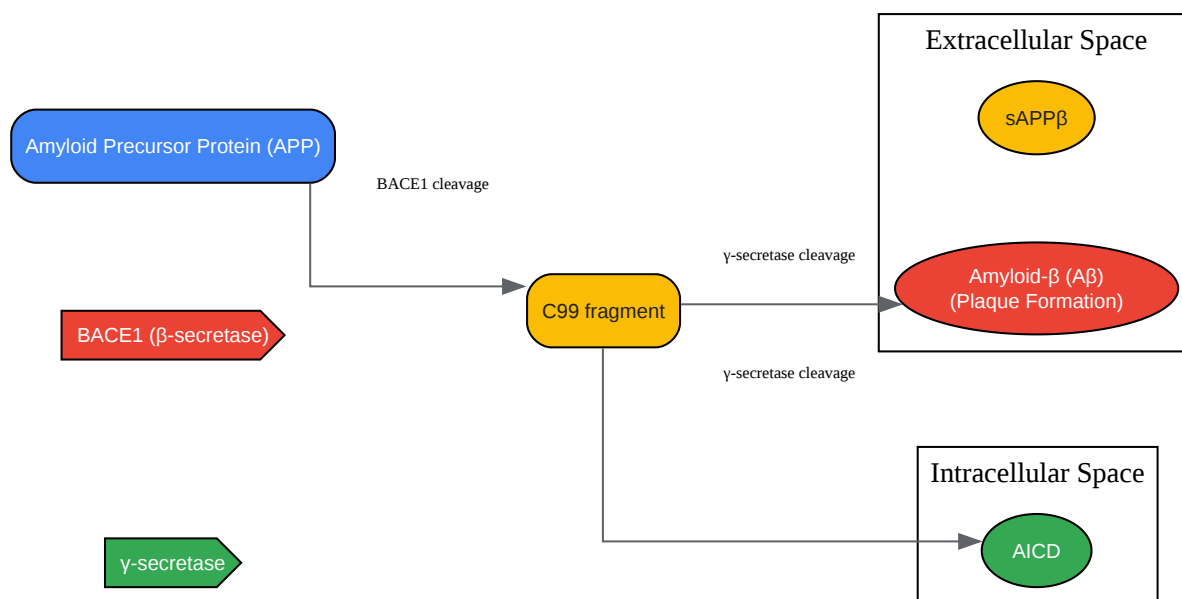 Extracellular Space
sAPPβ
Amyloid Precursor Protein (APP)
BACE1 cleavage
γ-secretase cleavage
Amyloid-β (Aβ)
(Plaque Formation)
C99 fragment
BACE1 (β-secretase)
γ-secretase cleavage
Intracellular Space
AICD
γ-secretase